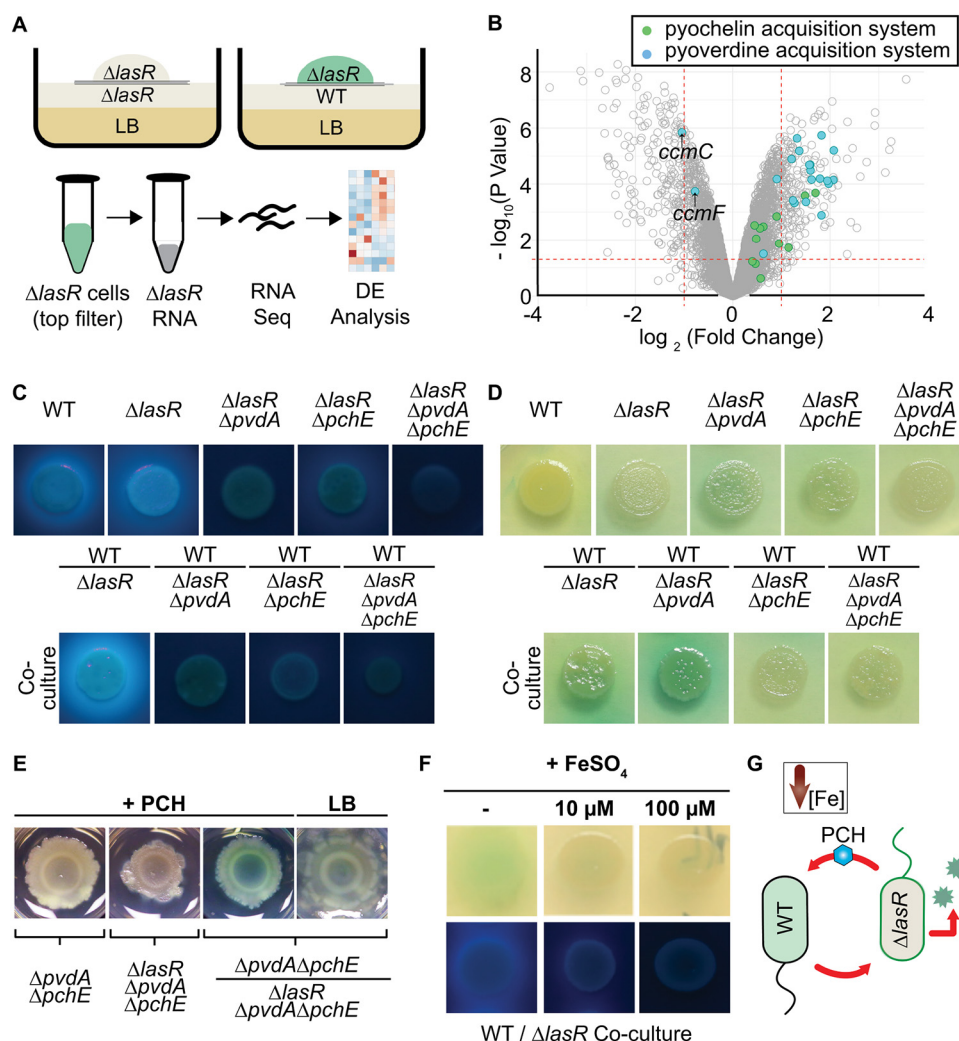 A
ΔlasR
ΔlasR
LB
ΔlasR
WT
LB
ΔlasR cells
(top filter)
ΔlasR
RNA
RNA
Seq
DE
Analysis
B
pyochelin acquisition system
pyoverdine acquisition system
8
6
4
2
0
- log10(P Value)
ccmC
ccmF
-4
-2
0
2
4
log 2 (Fold Change)
C
WT
ΔlasR
ΔlasR
ΔpvdA
ΔlasR
ΔpchE
ΔlasR
ΔpvdA
ΔpchE
WT
ΔlasR
WT
ΔlasR
ΔpvdA
WT
ΔlasR
ΔpchE
WT
ΔlasR
ΔpvdA
ΔpchE
Co-
culture
D
WT
ΔlasR
ΔlasR
ΔpvdA
ΔlasR
ΔpchE
ΔlasR
ΔpvdA
ΔpchE
WT
ΔlasR
WT
ΔlasR
ΔpvdA
WT
ΔlasR
ΔpchE
WT
ΔlasR
ΔpvdA
ΔpchE
Co-
culture
E
+ PCH
LB
ΔpvdA
ΔpchE
ΔlasR
ΔpvdA
ΔpchE
ΔpvdAΔpchE
ΔlasR
ΔpvdAΔpchE
F
+ FeSO4
-
10 µM
100 µM
WT / ΔlasR Co-culture
G
[Fe]
PCH
WT
ΔlasR